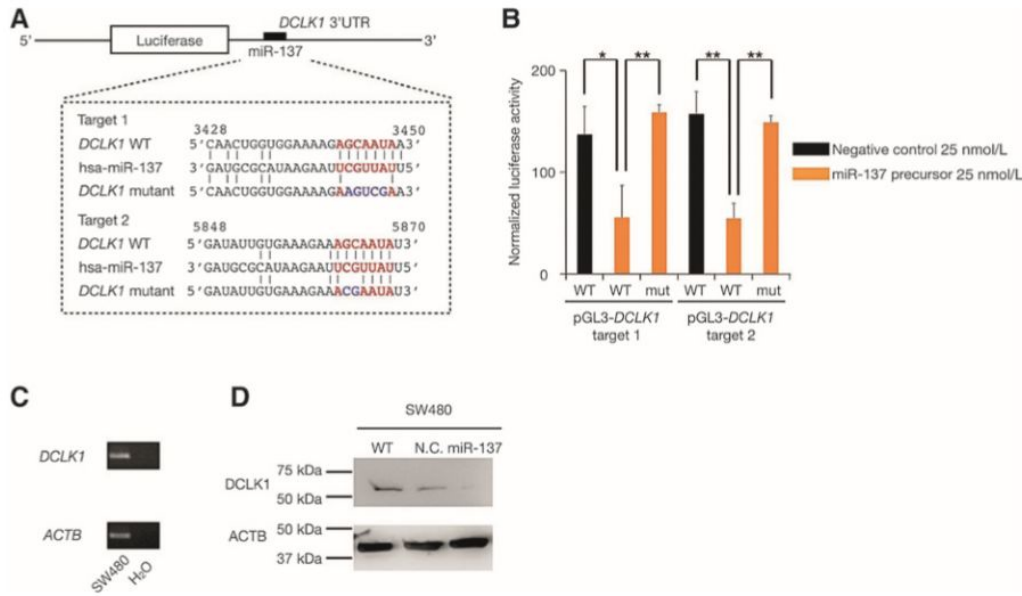 A
DCLK1 3'UTR
5' Luciferase 3'
miR-137
Target 1
3428 3450
DCLK1 WT 5'CAACUGGUGGAAAAGAGCAAUAA3'
hsa-miR-137 3'GAUGCGCAUAAGAAUUCGUUAUU5'
DCLK1 mutant 5'CAACUGGUGGAAAAGAAGUCGAA3'
Target 2
5848 5870
DCLK1 WT 5'GAUAUUGUGAAAGAAAGCAAUAU3'
hsa-miR-137 3'GAUGCGCAUAAGAAUUCGUUAUU5'
DCLK1 mutant 5'GAUAUUGUGAAAGAAACGAAUAU3'
B
* ** ** **
Normalized luciferase activity
200
100
0
WT WT mut WT WT mut
pGL3-DCLK1 pGL3-DCLK1
target 1 target 2
Negative control 25 nmol/L
miR-137 precursor 25 nmol/L
C
DCLK1
ACTB
SW480 H₂O
D
SW480
WT N.C. miR-137
DCLK1 75 kDa
50 kDa
ACTB 50 kDa
37 kDa